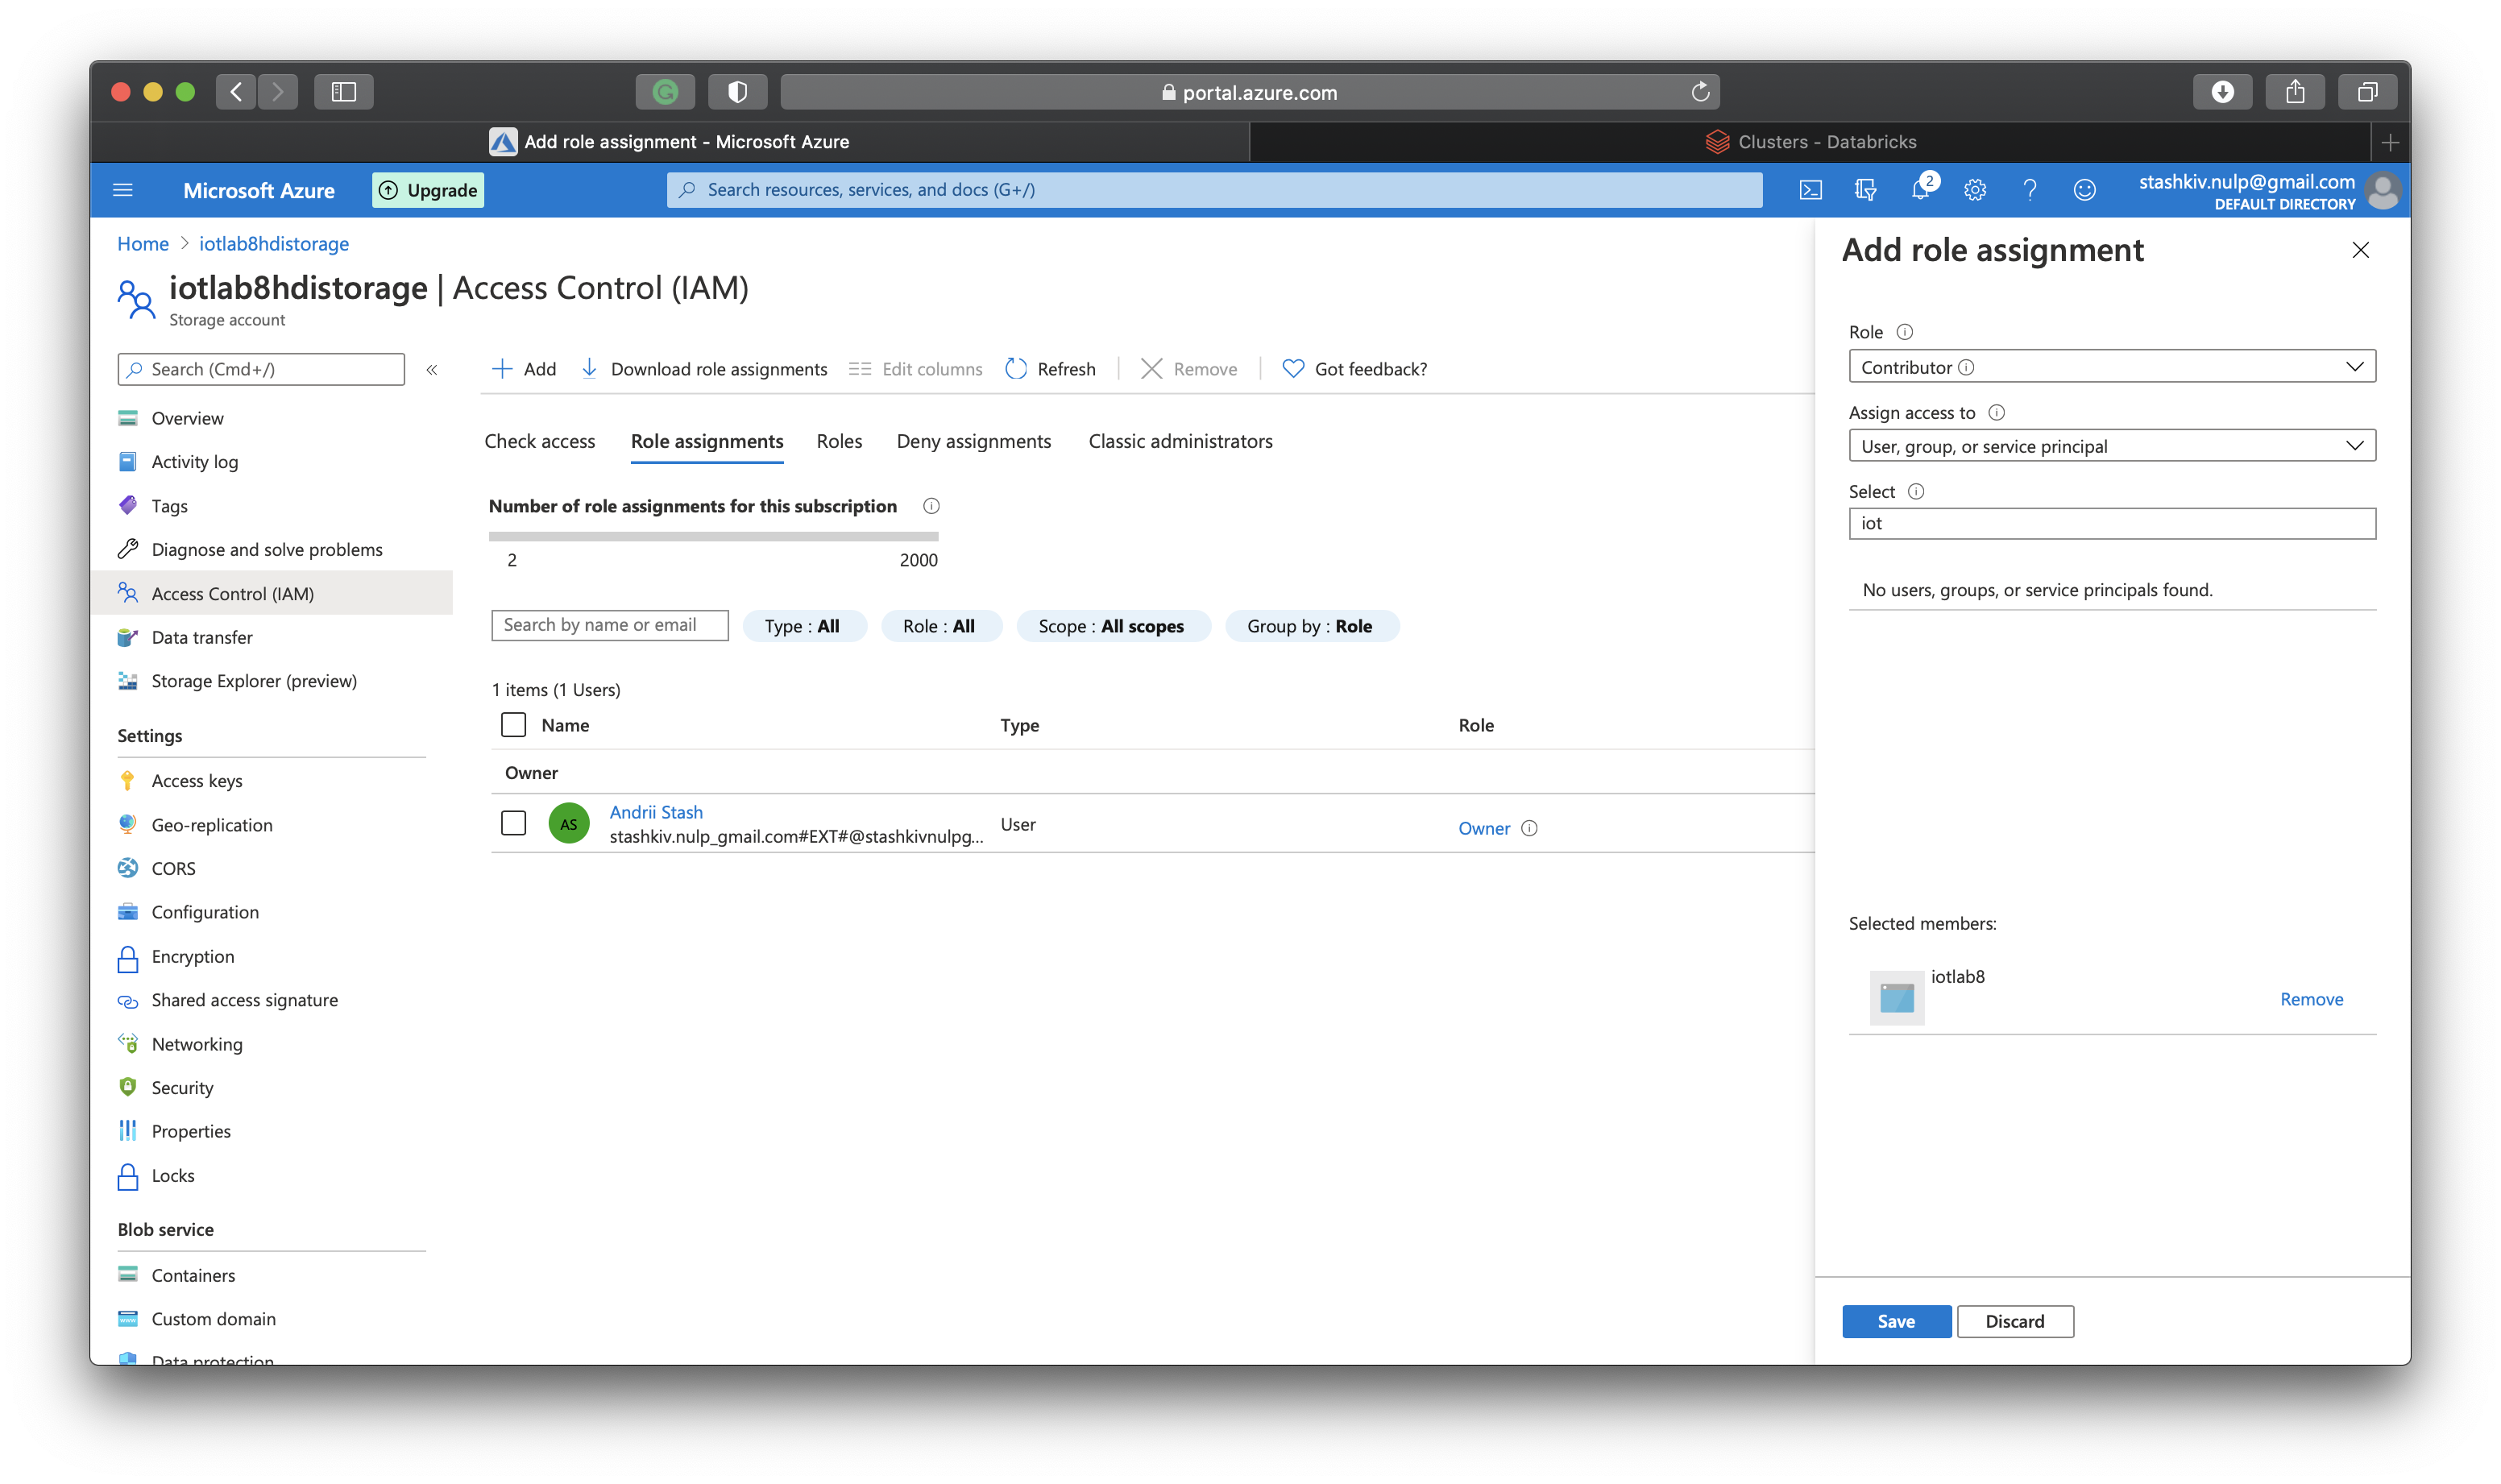 portal.azure.com
Add role assignment - Microsoft Azure
Clusters - Databricks
Microsoft Azure
Upgrade
Search resources, services, and docs (G+/)
2
stashkiv.nulp@gmail.com
DEFAULT DIRECTORY
Home > iotlab8hdistorage
iotlab8hdistorage | Access Control (IAM)
Storage account
Search (Cmd+/)
«
Overview
Activity log
Tags
Diagnose and solve problems
Access Control (IAM)
Data transfer
Storage Explorer (preview)
Settings
Access keys
Geo-replication
CORS
Configuration
Encryption
Shared access signature
Networking
Security
Properties
Locks
Blob service
Containers
Custom domain
Data protection
Add
Download role assignments
Edit columns
Refresh
Remove
Got feedback?
Check access
Role assignments
Roles
Deny assignments
Classic administrators
Number of role assignments for this subscription
2
2000
Search by name or email
Type : All
Role : All
Scope : All scopes
Group by : Role
1 items (1 Users)
Name
Type
Role
Owner
AS
Andrii Stash
stashkiv.nulp_gmail.com#EXT#@stashkivnulpg...
User
Owner
Add role assignment
Role
Contributor
Assign access to
User, group, or service principal
Select
iot
No users, groups, or service principals found.
Selected members:
iotlab8
Remove
Save
Discard